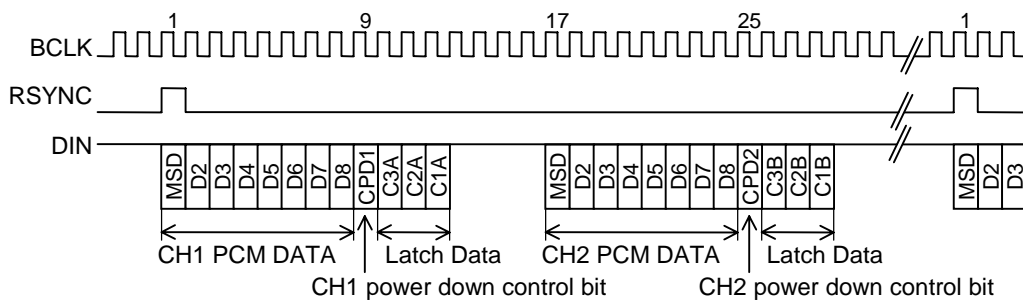 1 9 17 25 1
BCLK
RSYNC
DIN
MSD D2 D3 D4 D5 D6 D7 D8 CPD1 C3A C2A C1A MSD D2 D3 D4 D5 D6 D7 D8 CPD2 C3B C2B C1B MSD D2 D3
CH1 PCM DATA Latch Data CH2 PCM DATA Latch Data
CH1 power down control bit CH2 power down control bit